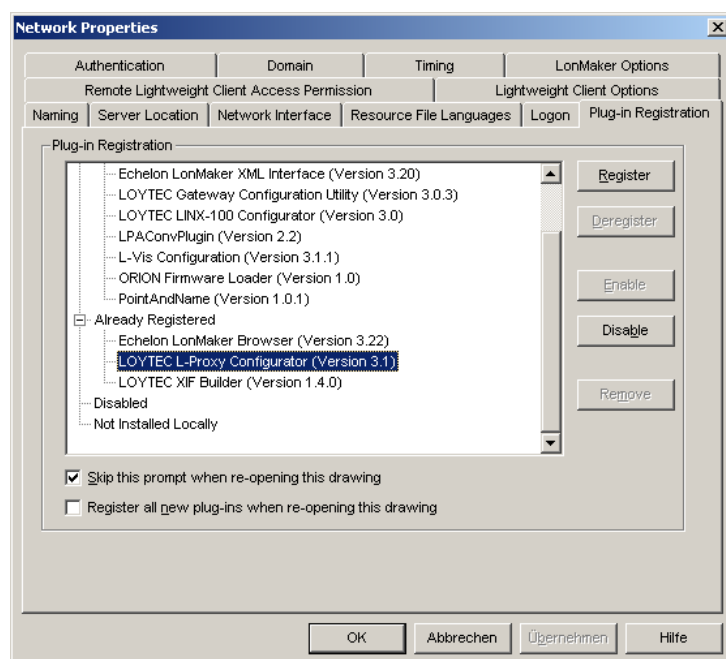 Network Properties
Authentication
Domain
Timing
LonMaker Options
Remote Lightweight Client Access Permission
Lightweight Client Options
Naming
Server Location
Network Interface
Resource File Languages
Logon
Plug-in Registration
Plug-in Registration
Echelon LonMaker XML Interface (Version 3.20)
LOYTEC Gateway Configuration Utility (Version 3.0.3)
LOYTEC LINX-100 Configurator (Version 3.0)
LPAConvPlugin (Version 2.2)
L-Vis Configuration (Version 3.1.1)
ORION Firmware Loader (Version 1.0)
PointAndName (Version 1.0.1)
Already Registered
Echelon LonMaker Browser (Version 3.22)
LOYTEC L-Proxy Configurator (Version 3.1)
LOYTEC XIF Builder (Version 1.4.0)
Disabled
Not Installed Locally
Register
Deregister
Enable
Disable
Remove
Skip this prompt when re-opening this drawing
Register all new plug-ins when re-opening this drawing
OK
Abbrechen
Übernehmen
Hilfe